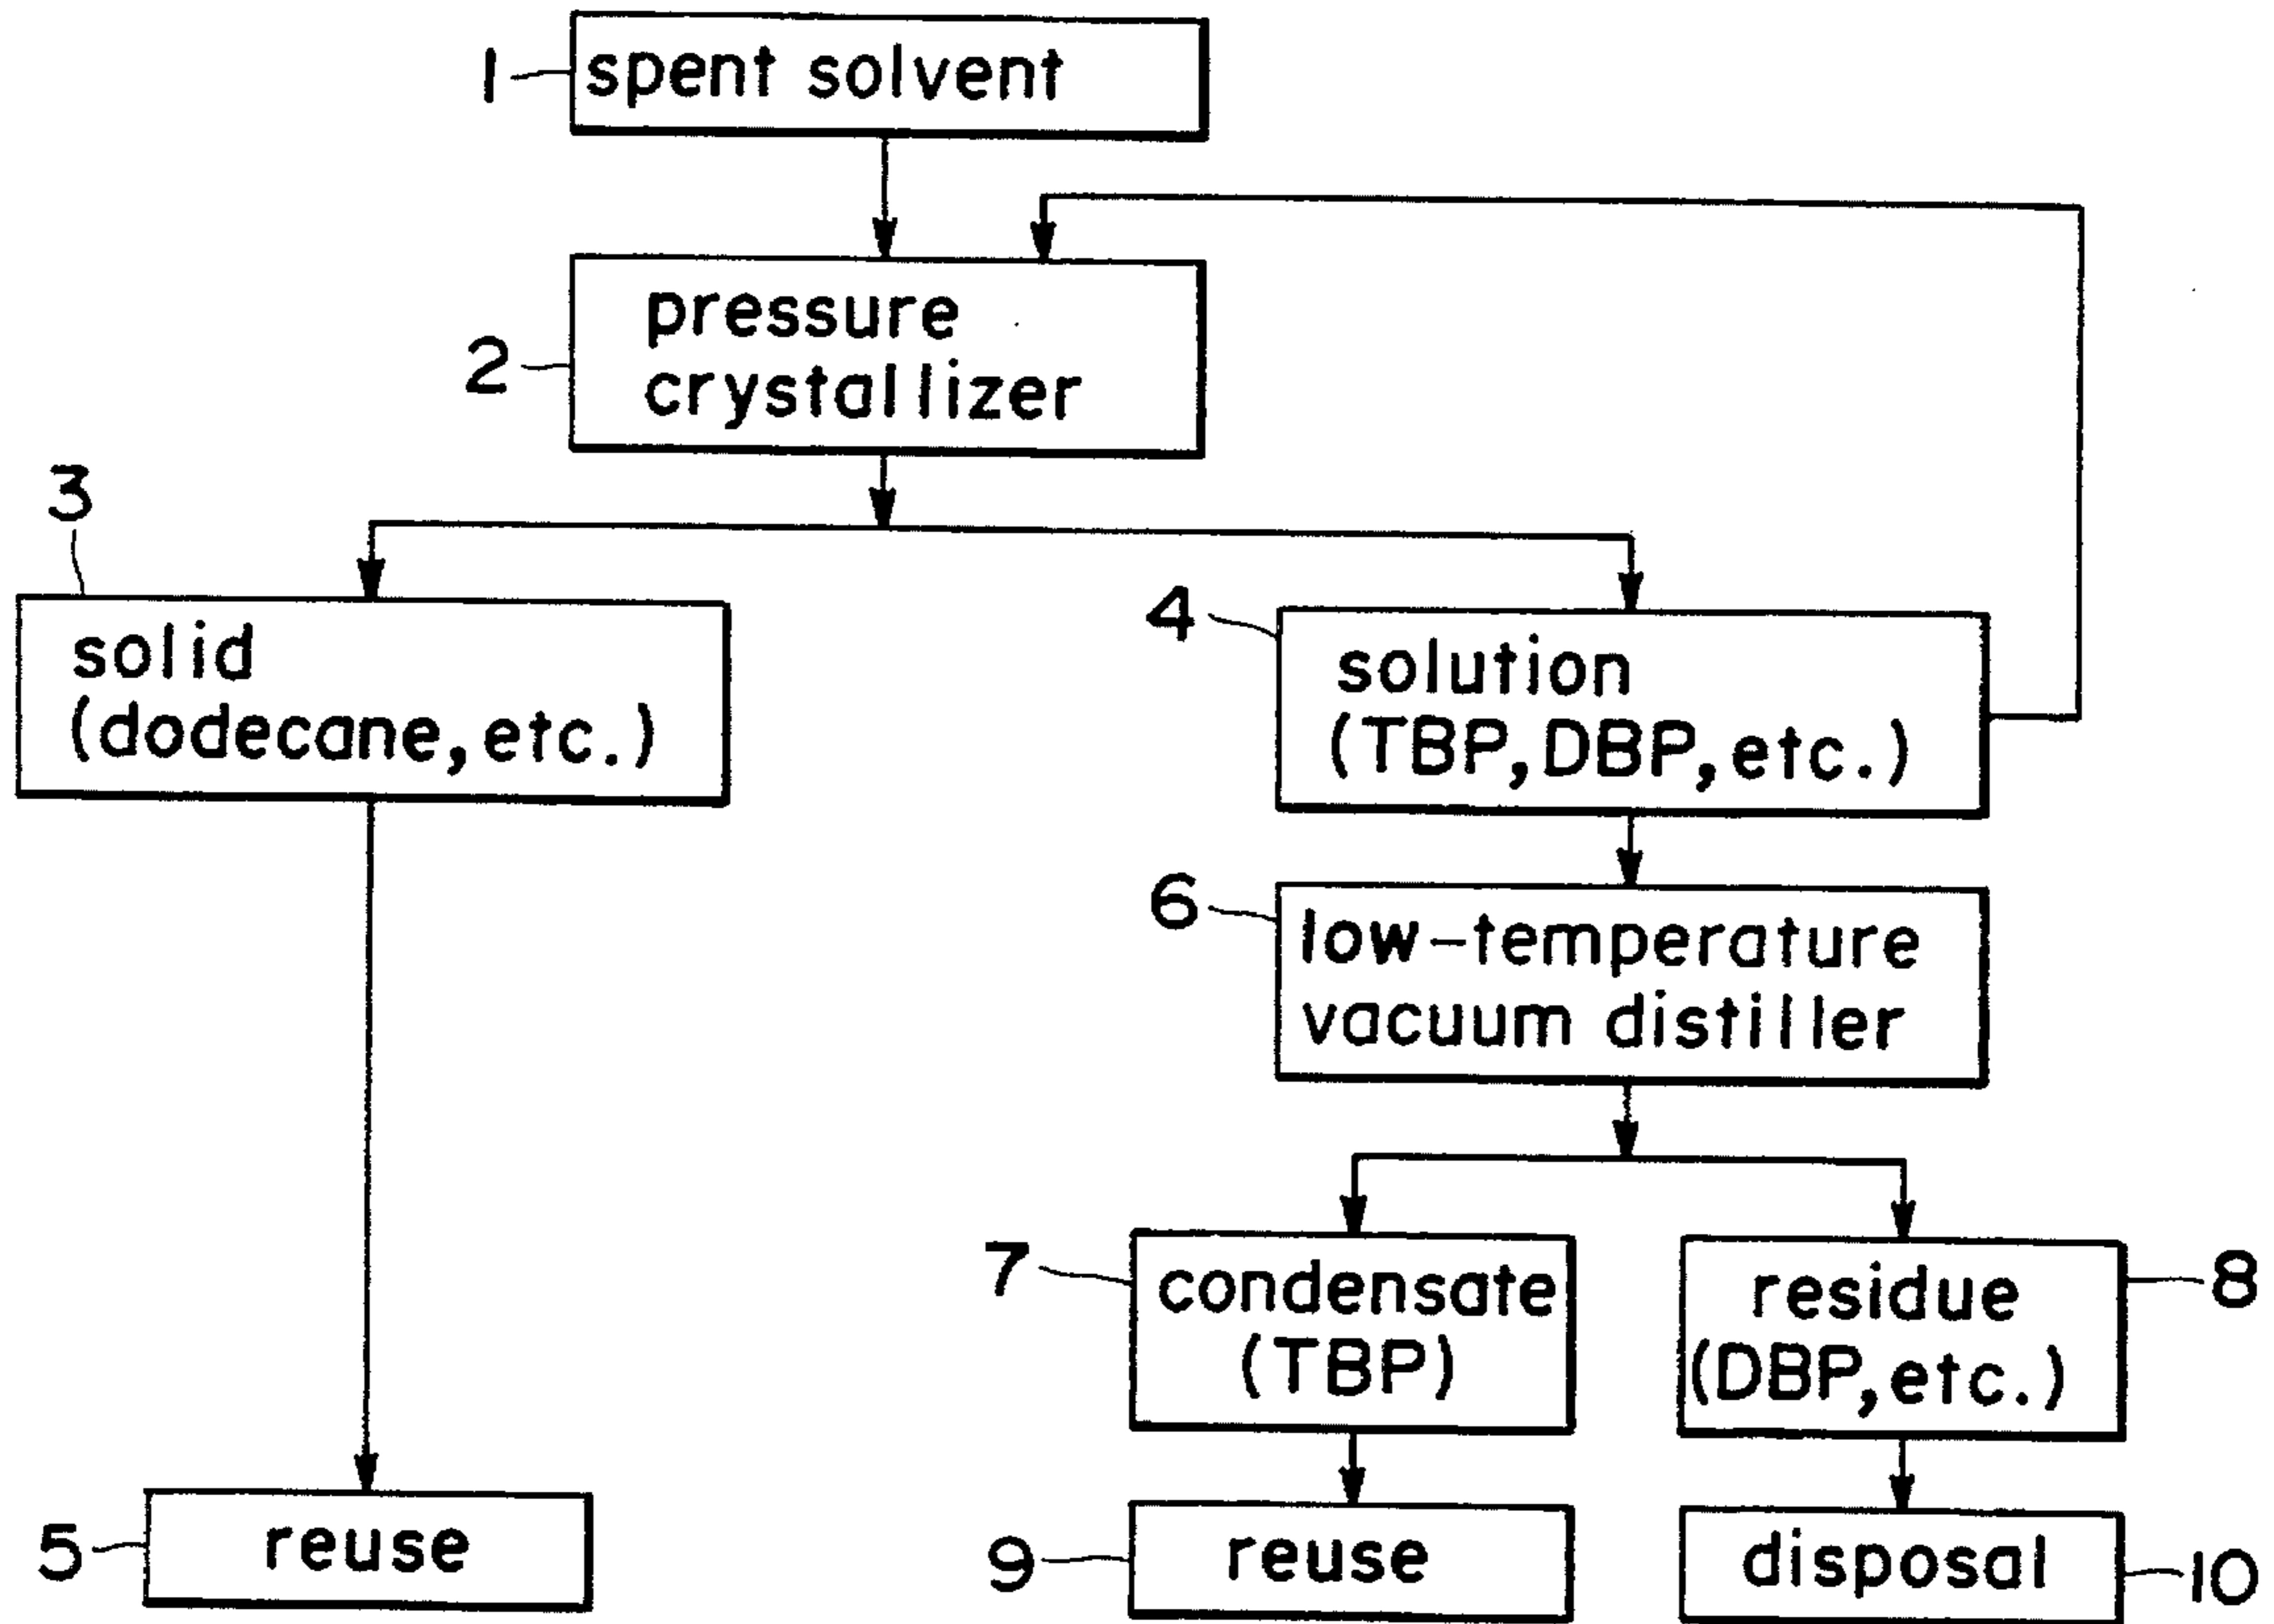 1
spent solvent
2
pressure
crystallizer
3
solid
(dodecane,etc.)
4
solution
(TBP,DBP,etc.)
6
low-temperature
vacuum distiller
7
condensate
(TBP)
residue
(DBP,etc.)
8
5
reuse
9
reuse
disposal
10